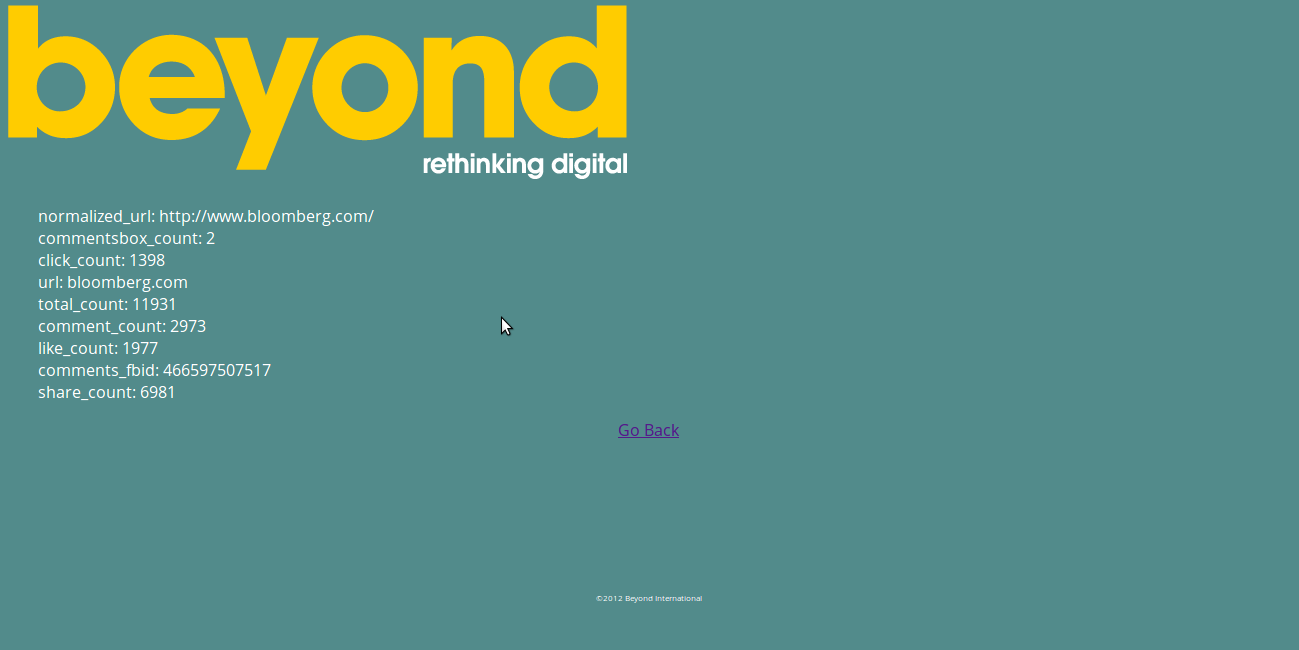 beyond
rethinking digital
normalized_url: http://www.bloomberg.com/
commentsbox_count: 2
click_count: 1398
url: bloomberg.com
total_count: 11931
comment_count: 2973
like_count: 1977
comments_fbid: 466597507517
share_count: 6981
Go Back
©2012 Beyond International